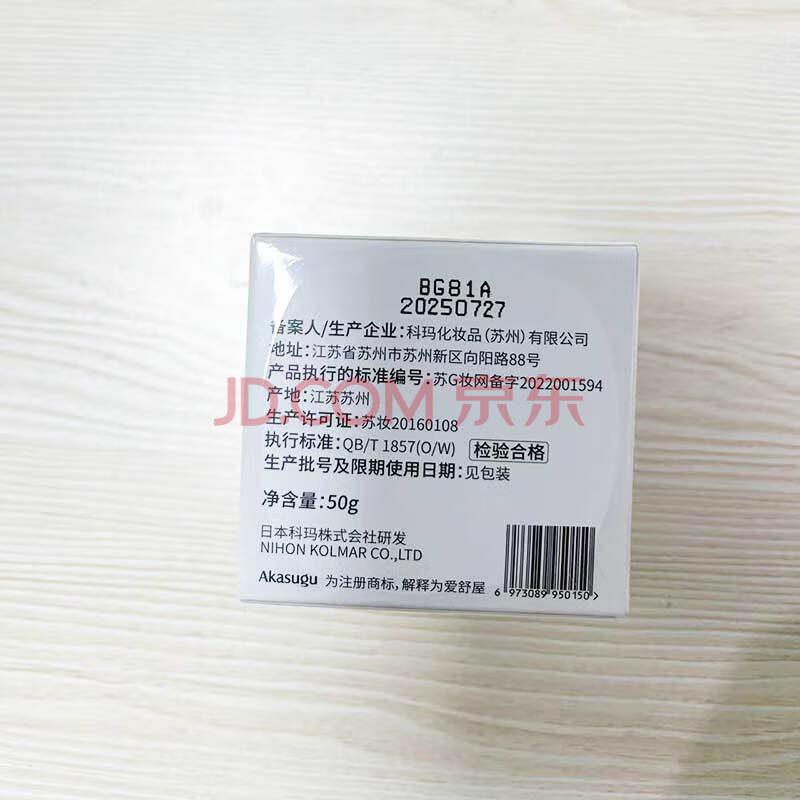 BG81A
20250727
备案人/生产企业:科玛化妆品(苏州)有限公司
地址:江苏省苏州市苏州新区向阳路88号
产品执行的标准编号:苏G妆网备字2022001594
产地:江苏苏州
JD.COM 京东
生产许可证:苏妆20160108
执行标准:QB/T 1857(O/W) 检验合格
生产批号及限期使用日期:见包装
净含量:50g
日本科玛株式会社研发
NIHON KOLMAR CO.,LTD
Akasugu 为注册商标,解释为爱舒屋
6 973089 950150>